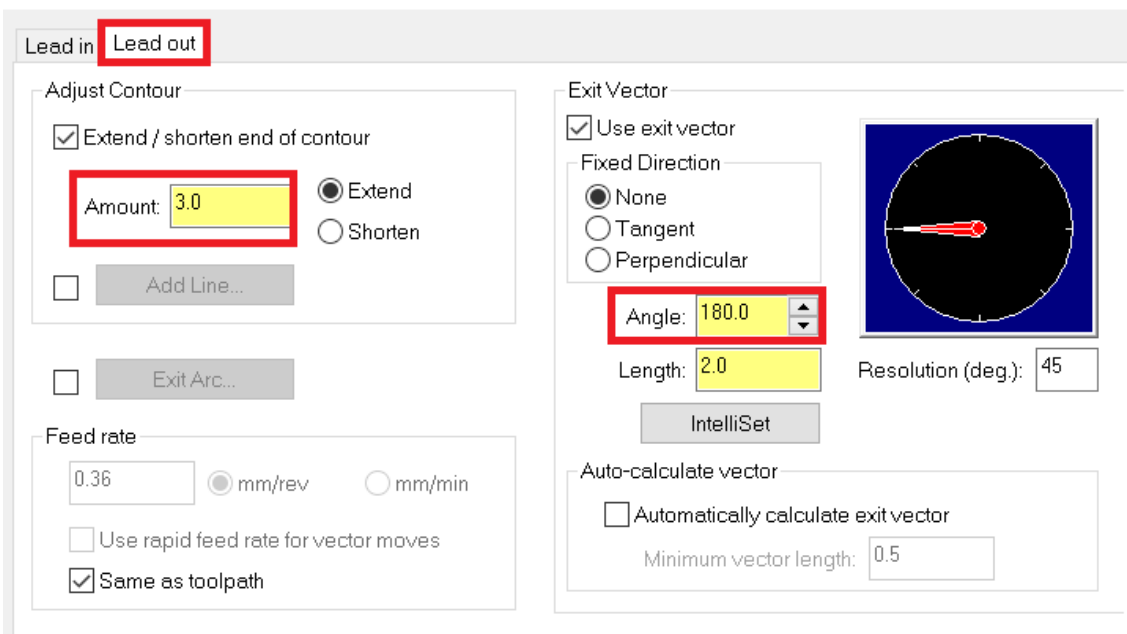 Lead in
Lead out
Adjust Contour
Extend / shorten end of contour
Amount: 3.0
Extend
Shorten
Add Line...
Exit Arc...
Feed rate
0.36
mm/rev
mm/min
Use rapid feed rate for vector moves
Same as toolpath
Exit Vector
Use exit vector
Fixed Direction
None
Tangent
Perpendicular
Angle: 180.0
Length: 2.0
IntelliSet
Resolution (deg.): 45
Auto-calculate vector
Automatically calculate exit vector
Minimum vector length: 0.5